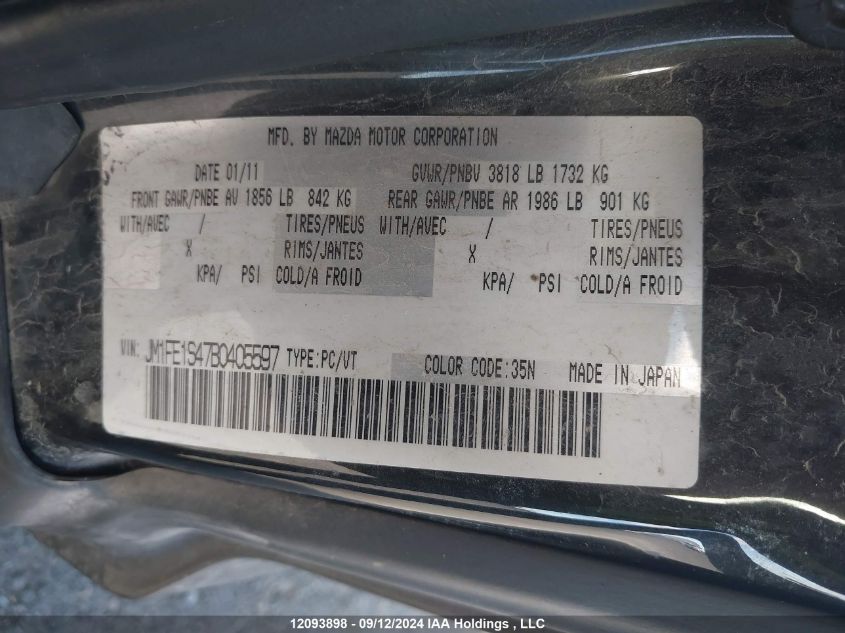 MFD. BY MAZDA MOTOR CORPORATION
DATE 01/11 GVWR/PNBV 3818 LB 1732 KG
FRONT GAWR/PNBE AV 1856 LB 842 KG REAR GAWR/PNBE AR 1986 LB 901 KG
WITH/AVEC / TIRES/PNEUS WITH/AVEC / TIRES/PNEUS
X RIMS/JANTES X RIMS/JANTES
KPA/ PSI COLD/A FROID KPA/ PSI COLD/A FROID
VIN: JM1FE1S47B0405597 TYPE:PC/VT COLOR CODE:35N MADE IN JAPAN
12093898 - 09/12/2024 IAA Holdings , LLC